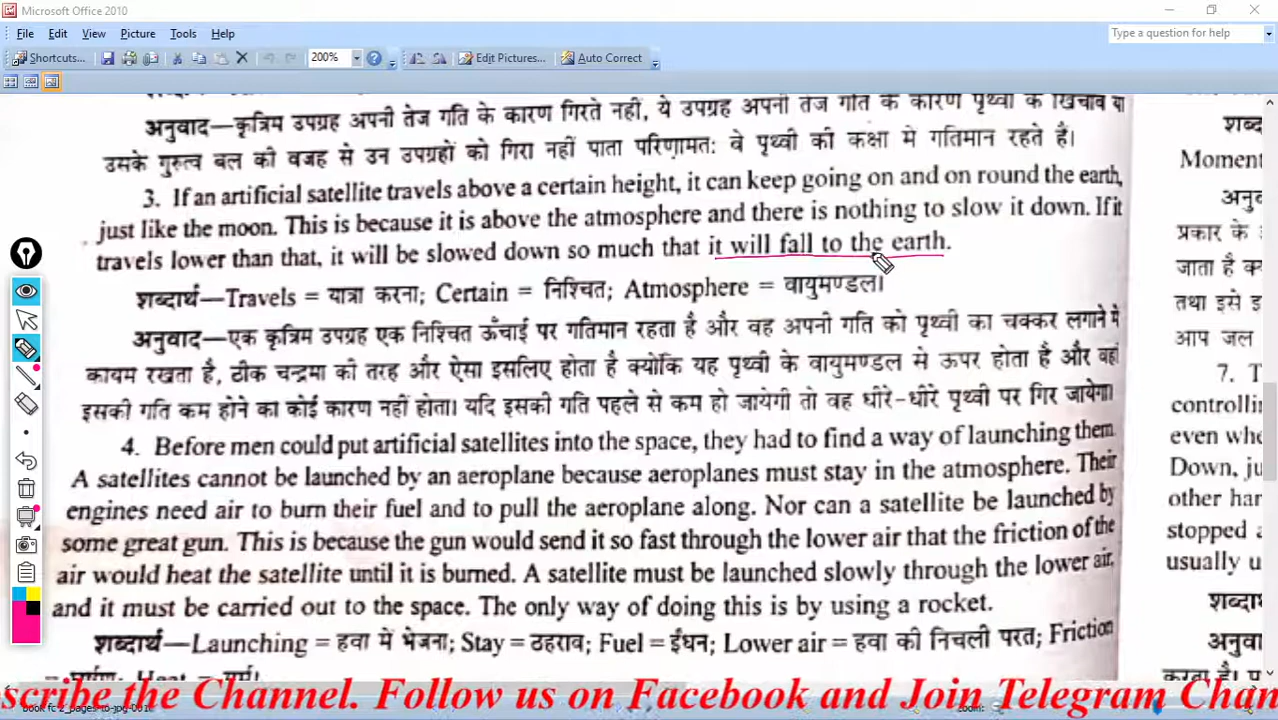 Microsoft Office 2010
File Edit View Picture Tools Help
Type a question for help
Shortcuts... 200% Edit Pictures... Auto Correct
अनुवाद–कृत्रिम उपग्रह अपनी तेज गति के कारण गिरते नहीं, ये उपग्रह अपनी तेज गति के कारण पृथ्वी के खिंचाव या
उसके गुरुत्व बल की वजह से उन उपग्रहों को गिरा नहीं पाता परिणामतः वे पृथ्वी की कक्षा में गतिमान रहते हैं।
3. If an artificial satellite travels above a certain height, it can keep going on and on round the earth,
just like the moon. This is because it is above the atmosphere and there is nothing to slow it down. If it
travels lower than that, it will be slowed down so much that it will fall to the earth.
शब्दार्थ–Travels = यात्रा करना; Certain = निश्चित; Atmosphere = वायुमण्डल।
अनुवाद–एक कृत्रिम उपग्रह एक निश्चित ऊँचाई पर गतिमान रहता है और वह अपनी गति को पृथ्वी का चक्कर लगाने में
कायम रखता है, ठीक चन्द्रमा की तरह और ऐसा इसलिए होता है क्योंकि यह पृथ्वी के वायुमण्डल से ऊपर होता है और वहां
इसकी गति कम होने का कोई कारण नहीं होता। यदि इसकी गति पहले से कम हो जायेगी तो वह धीरे-धीरे पृथ्वी पर गिर जायेगा।
4. Before men could put artificial satellites into the space, they had to find a way of launching them.
A satellites cannot be launched by an aeroplane because aeroplanes must stay in the atmosphere. Their
engines need air to burn their fuel and to pull the aeroplane along. Nor can a satellite be launched by
some great gun. This is because the gun would send it so fast through the lower air that the friction of the
air would heat the satellite until it is burned. A satellite must be launched slowly through the lower air,
and it must be carried out to the space. The only way of doing this is by using a rocket.
शब्दार्थ–Launching = हवा में भेजना; Stay = ठहराव; Fuel = ईंधन; Lower air = हवा की निचली परत; Friction
Moment
प्रकार के
जाता है
तथा इसे
आप जल
7. T
controlli
even wh
Down, ju
other har
stopped
usually u
scribe the Channel. Follow us on Facebook and Join Telegram Chan